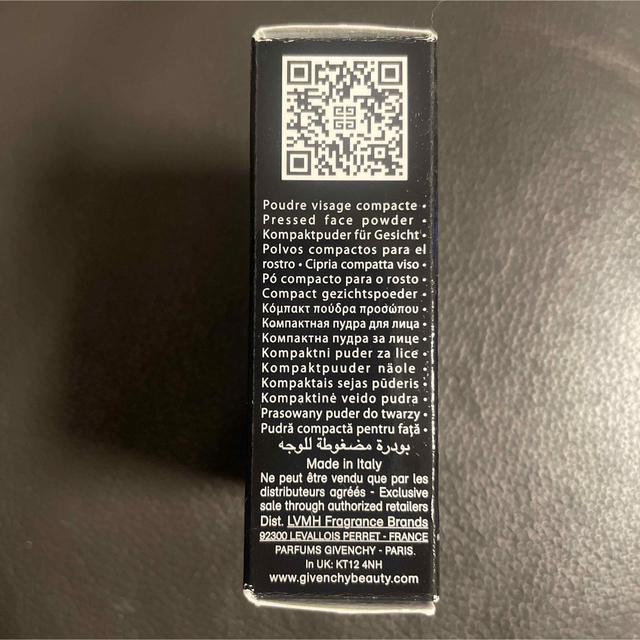 Poudre visage compacte •
Pressed face powder •
Kompaktpuder für Gesicht •
Polvos compactos para el
rostro • Cipria compatta viso •
Pó compacto para o rosto •
Compact gezichtspoeder •
Κόμπακτ πούδρα προσώπου •
Компактная пудра для лица •
Компактна пудра за лице •
Kompaktni puder za lice •
Kompaktpuuder näole •
Kompaktais sejas pūderis •
Kompaktinė veido pudra •
Prasowany puder do twarzy •
Pudră compactă pentru față •
بودرة مضغوطة للوجه
Made in Italy
Ne peut être vendu que par les
distributeurs agréés - Exclusive
sale through authorized retailers
Dist. LVMH Fragrance Brands
92300 LEVALLOIS PERRET - FRANCE
PARFUMS GIVENCHY - PARIS.
In UK: KT12 4NH
www.givenchybeauty.com